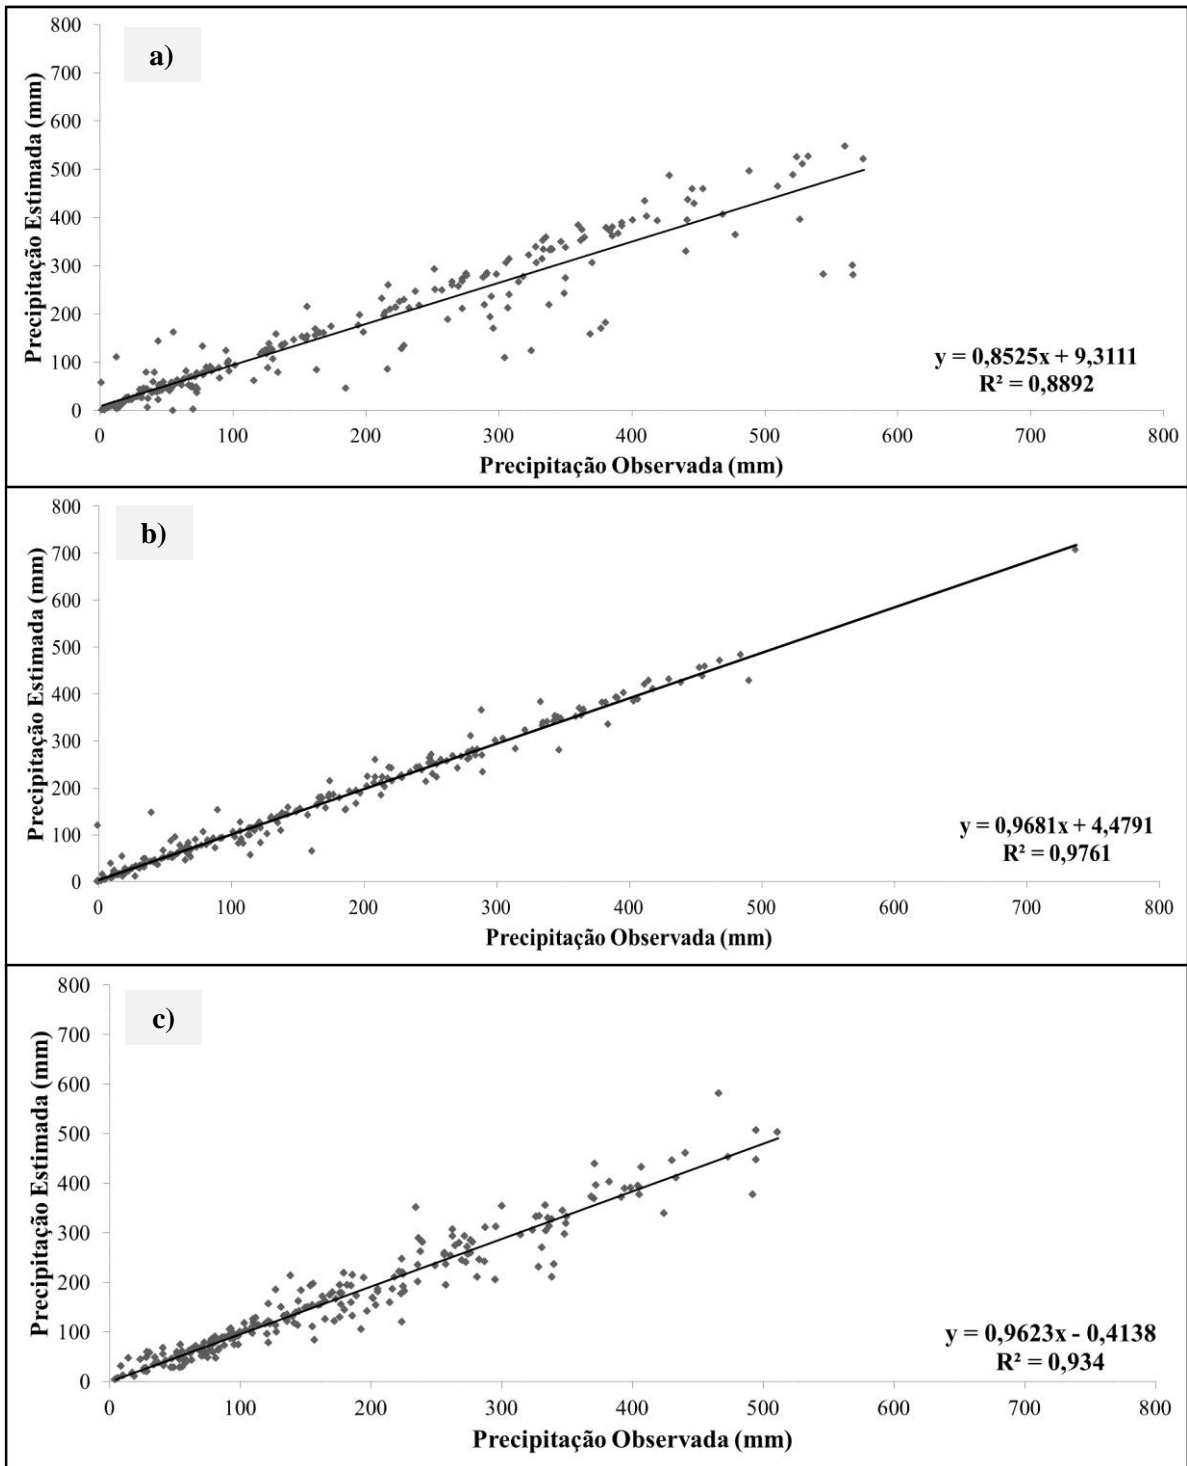 a)
Precipitação Estimada (mm)
800
700
600
500
400
300
200
100
0
y = 0,8525x + 9,3111
R² = 0,8892
0 100 200 300 400 500 600 700 800
Precipitação Observada (mm)
b)
Precipitação Estimada (mm)
800
700
600
500
400
300
200
100
0
y = 0,9681x + 4,4791
R² = 0,9761
0 100 200 300 400 500 600 700 800
Precipitação Observada (mm)
c)
Precipitação Estimada (mm)
800
700
600
500
400
300
200
100
0
y = 0,9623x - 0,4138
R² = 0,934
0 100 200 300 400 500 600 700 800
Precipitação Observada (mm)